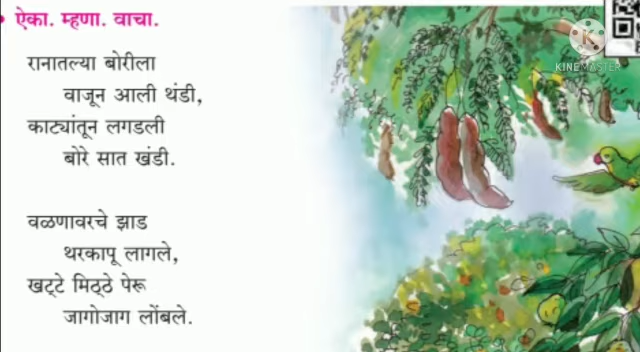 • ऐका. म्हणा. वाचा.
रानातल्या बोरीला
वाजून आली थंडी,
काट्यांतून लगडली
बोरे सात खंडी.
वळणावरचे झाड
थरकापू लागले,
खट्टे मिठ्ठे पेरू
जागोजाग लोंबले.
KINEMASTER